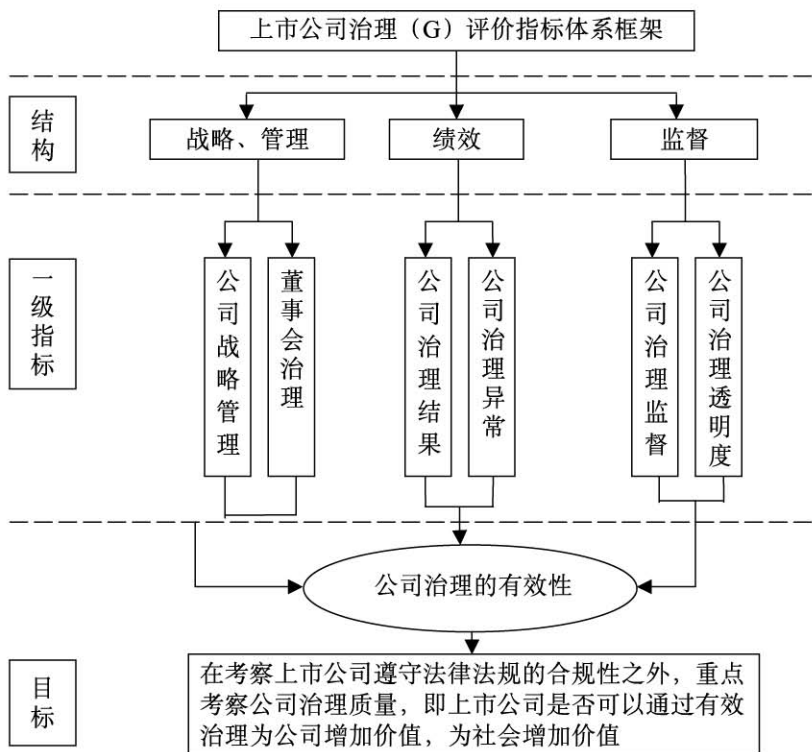 上市公司治理（G）评价指标体系框架
结构
战略、管理
绩效
监督
一级指标
公司战略管理
董事会治理
公司治理结果
公司治理异常
公司治理监督
公司治理透明度
公司治理的有效性
目标
在考察上市公司遵守法律法规的合规性之外，重点
考察公司治理质量，即上市公司是否可以通过有效
治理为公司增加价值，为社会增加价值